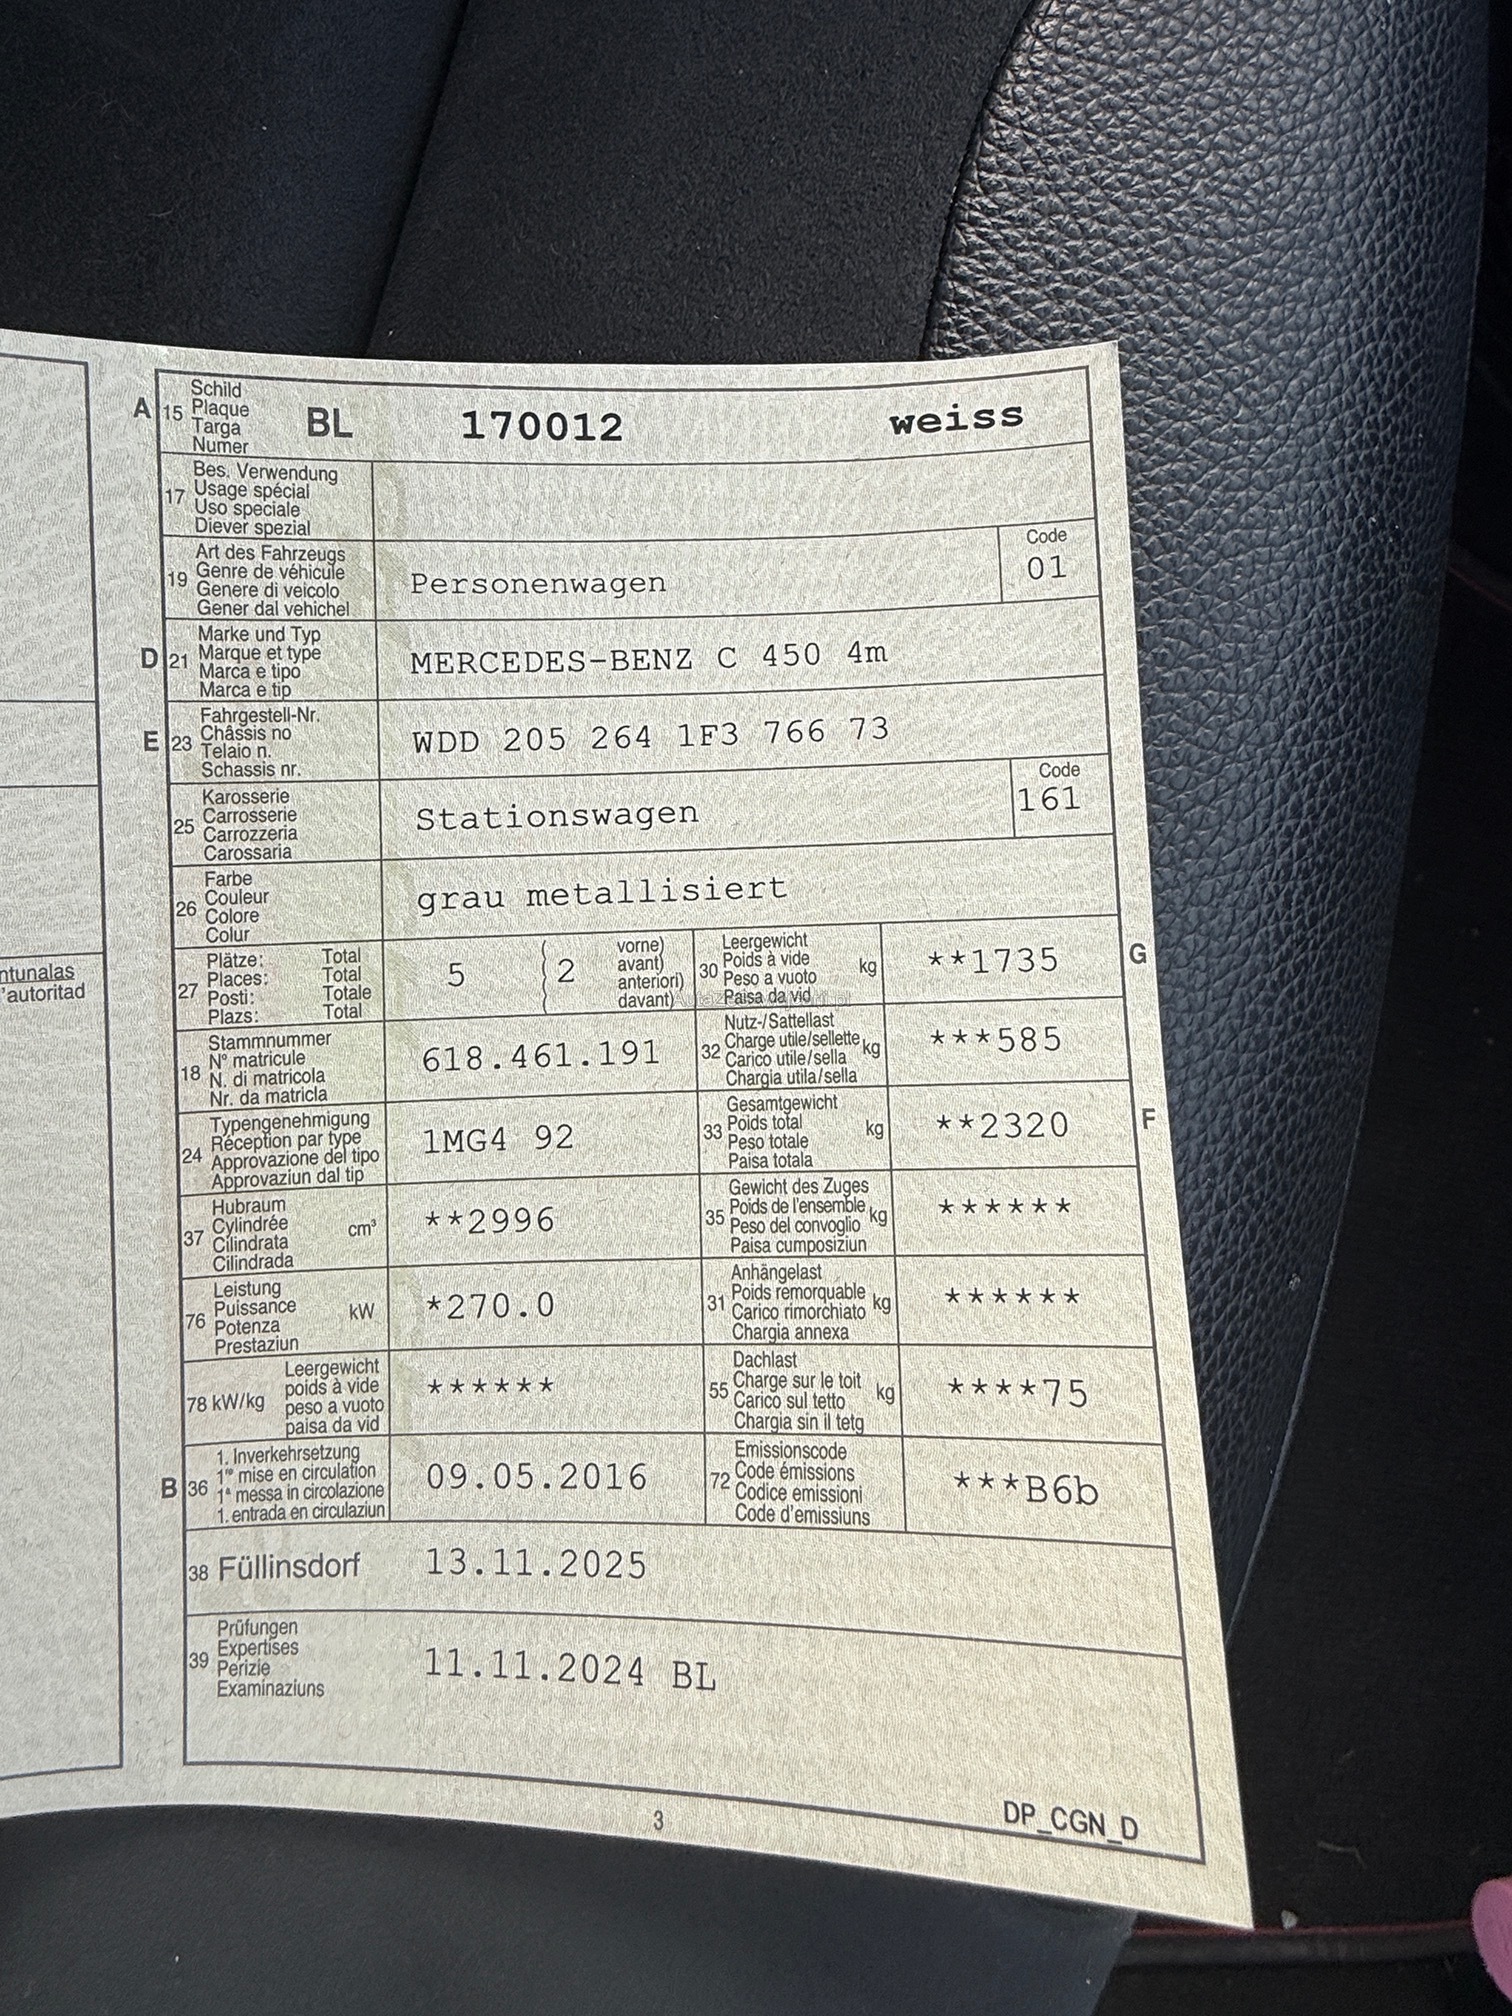 ntunalas
'autoritad
A 15 Schild
Plaque
Targa
Numer
BL 170012 weiss
17 Bes. Verwendung
Usage spécial
Uso speciale
Diever spezial
19 Art des Fahrzeugs
Genre de véhicule
Genere di veicolo
Gener dal vehichel
Personenwagen
Code
01
D 21 Marke und Typ
Marque et type
Marca e tipo
Marca e tip
MERCEDES-BENZ C 450 4m
E 23 Fahrgestell-Nr.
Châssis no
Telaio n.
Schassis nr.
WDD 205 264 1F3 766 73
25 Karosserie
Carrosserie
Carrozzeria
Carossaria
Stationswagen
Code
161
26 Farbe
Couleur
Colore
Colur
grau metallisiert
27 Plätze: Total
Places: Total
Posti: Totale
Plazs: Total
5 (2 vorne)
avant)
anteriori)
davant)
30 Leergewicht
Poids à vide
Peso a vuoto
Paisa da vid
kg
**1735
G
18 Stammnummer
N° matricule
N. di matricola
Nr. da matricla
618.461.191
32 Nutz-/Sattellast
Charge utile/sellette
Carico utile/sella
Chargia utila/sella
kg
***585
24 Typengenehmigung
Réception par type
Approvazione del tipo
Approvaziun dal tip
1MG4 92
33 Gesamtgewicht
Poids total
Peso totale
Paisa totala
kg
**2320
F
37 Hubraum
Cylindrée
Cilindrata
Cilindrada
cm³
**2996
35 Gewicht des Zuges
Poids de l'ensemble
Peso del convoglio
Paisa cumposiziun
kg
******
76 Leistung
Puissance
Potenza
Prestaziun
kW
*270.0
31 Anhängelast
Poids remorquable
Carico rimorchiato
Chargia annexa
kg
******
78 kW/kg
Leergewicht
poids à vide
peso a vuoto
paisa da vid
******
55 Dachlast
Charge sur le toit
Carico sul tetto
Chargia sin il tetg
kg
****75
B 36 1. Inverkehrsetzung
1re mise en circulation
1ª messa in circolazione
1. entrada en circulaziun
09.05.2016
72 Emissionscode
Code émissions
Codice emissioni
Code d'emissiuns
***B6b
38 Füllinsdorf 13.11.2025
39 Prüfungen
Expertises
Perizie
Examinaziuns
11.11.2024 BL
3
DP_CGN_D